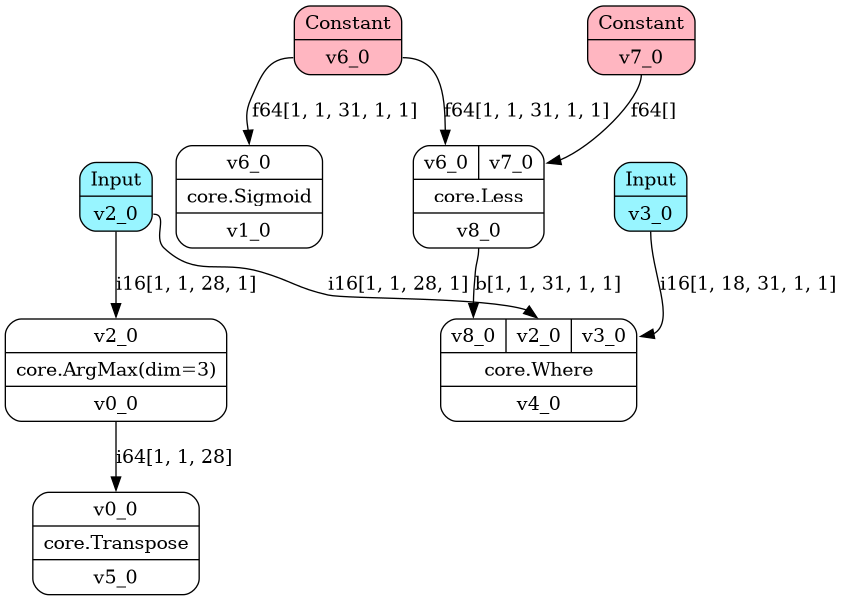 Constant
v6_0
Constant
v7_0
f64[1, 1, 31, 1, 1]
f64[1, 1, 31, 1, 1]
f64[]
Input
v2_0
v6_0
core.Sigmoid
v1_0
v6_0 v7_0
core.Less
v8_0
Input
v3_0
i16[1, 1, 28, 1]
i16[1, 1, 28, 1]
b[1, 1, 31, 1, 1]
i16[1, 18, 31, 1, 1]
v2_0
core.ArgMax(dim=3)
v0_0
v8_0 v2_0 v3_0
core.Where
v4_0
i64[1, 1, 28]
v0_0
core.Transpose
v5_0